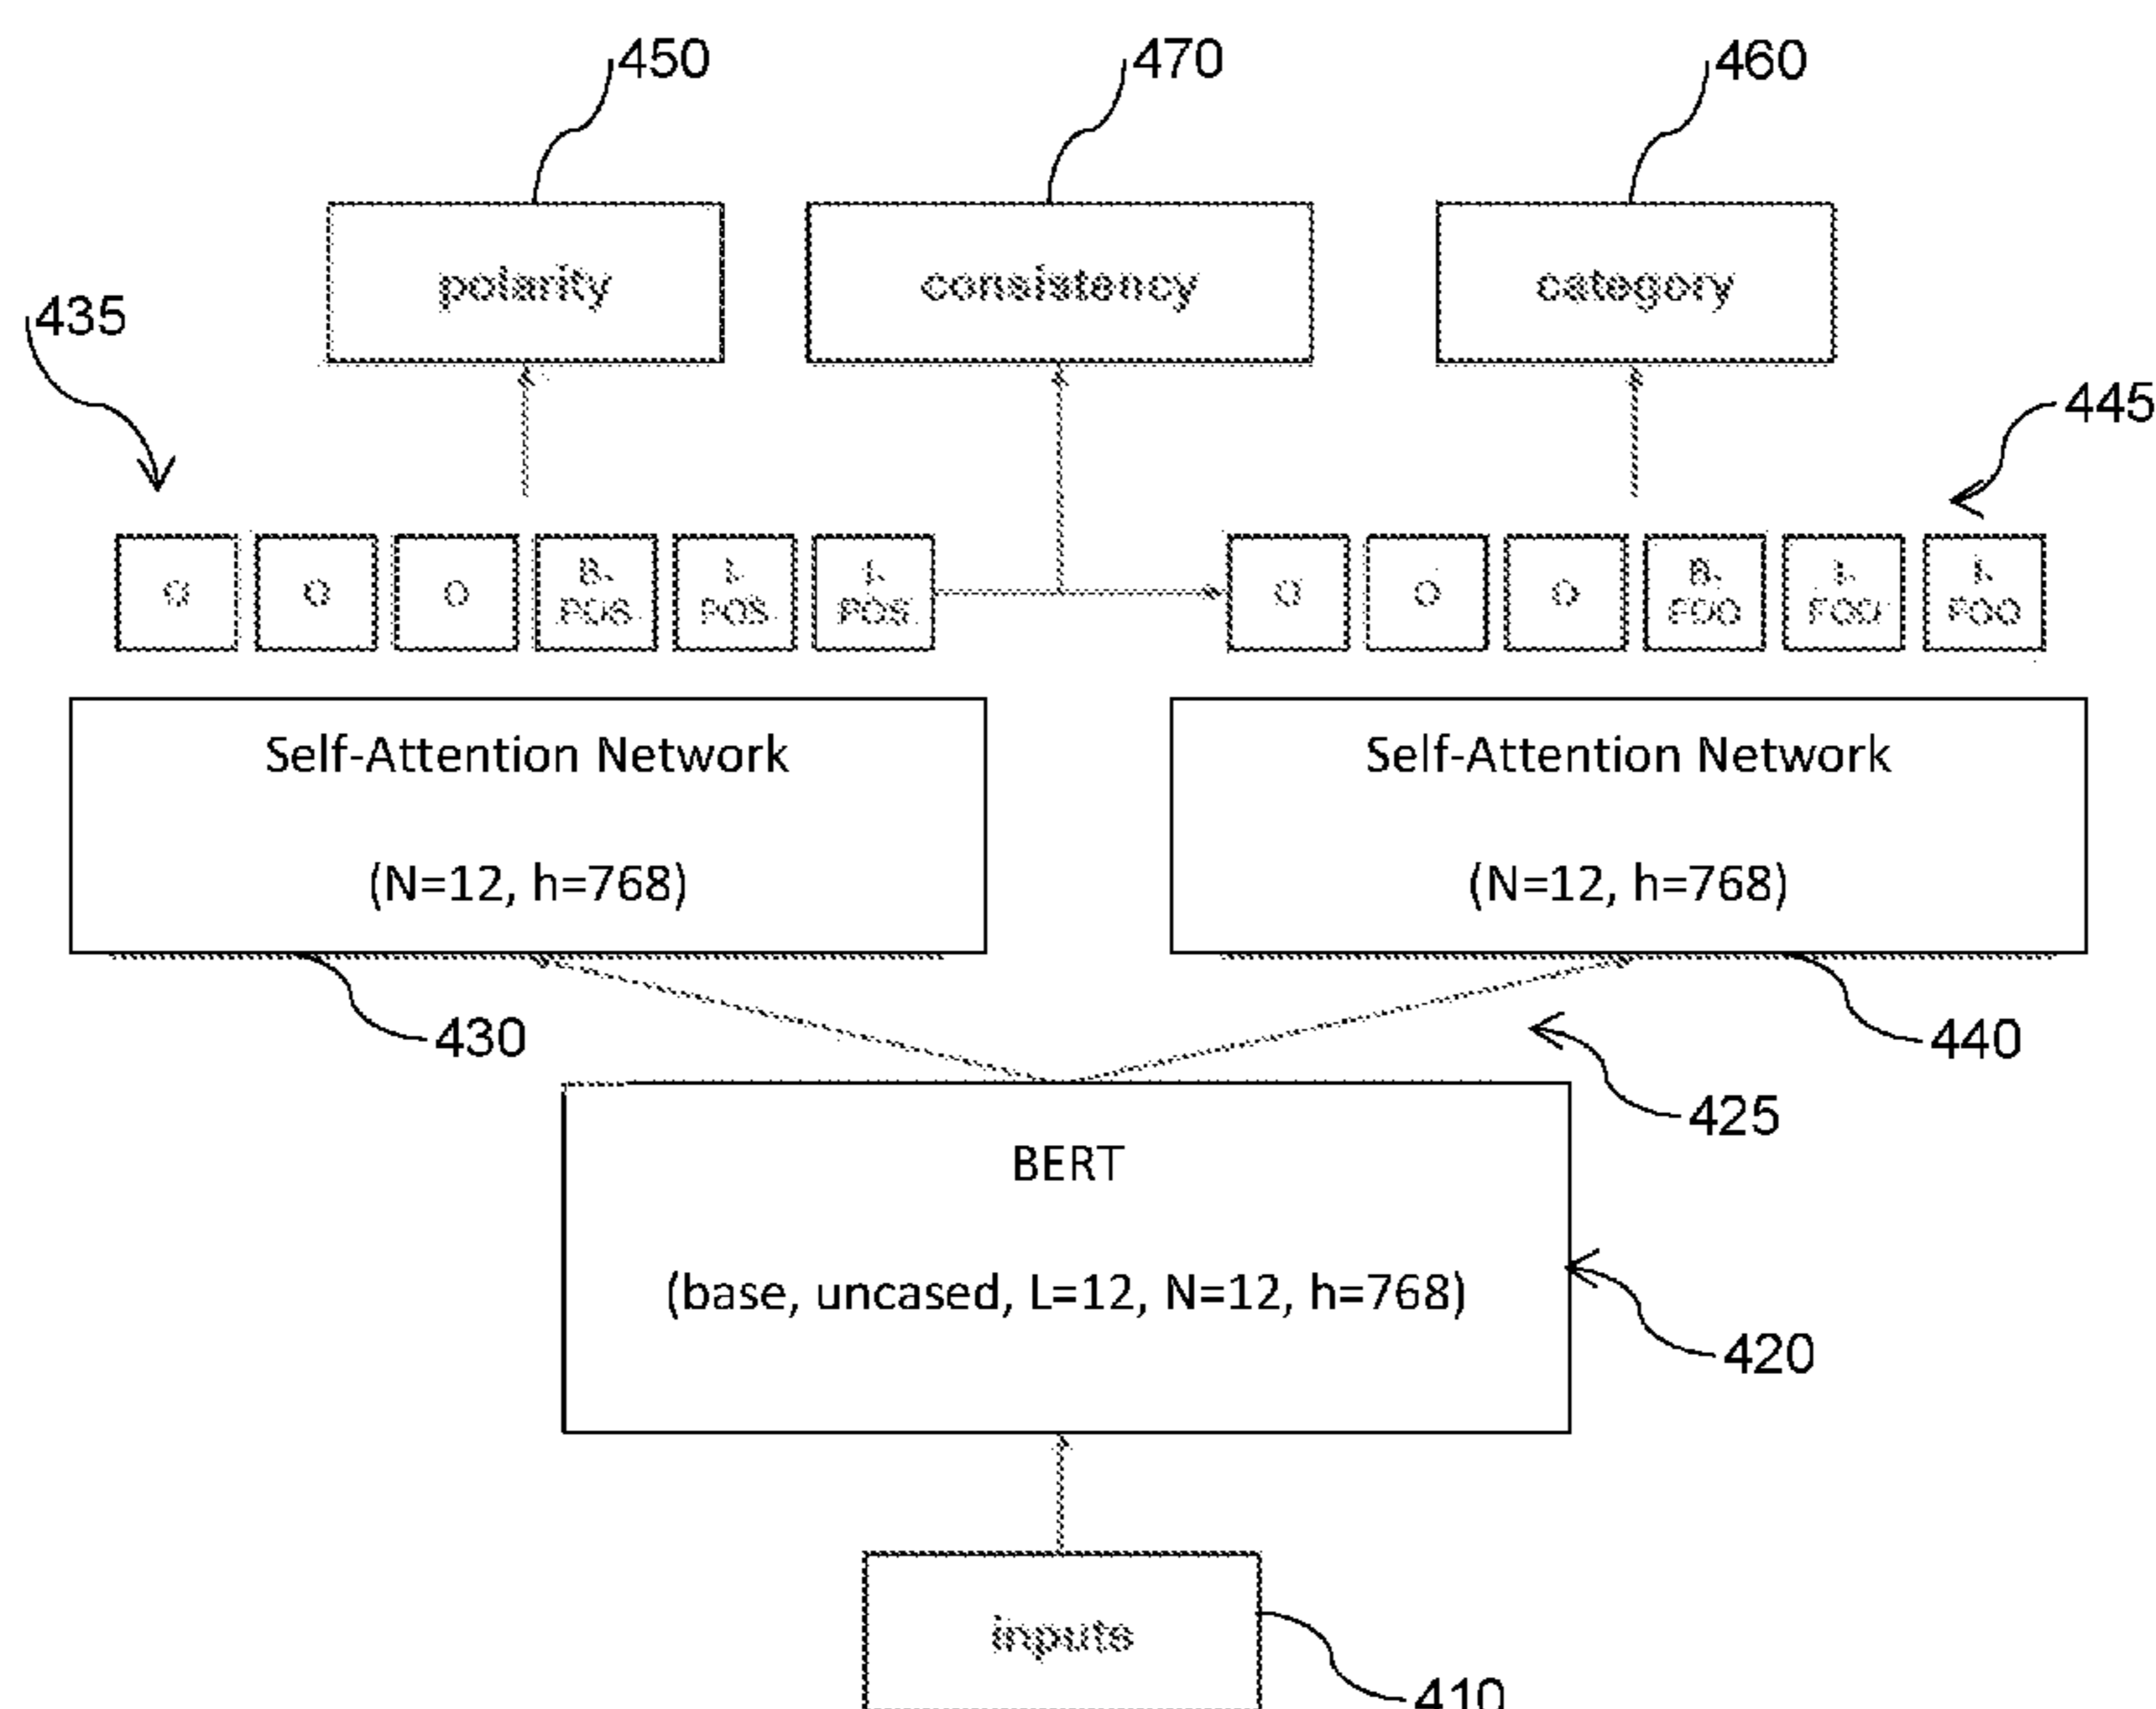 450 470 460
polarity consistency category
435
445
O O O B- I- I- O O O B- I- I-
POS POS POS FOO FOO FOO
Self-Attention Network Self-Attention Network
(N=12, h=768) (N=12, h=768)
430 440
425
BERT
(base, uncased, L=12, N=12, h=768)
420
inputs
410